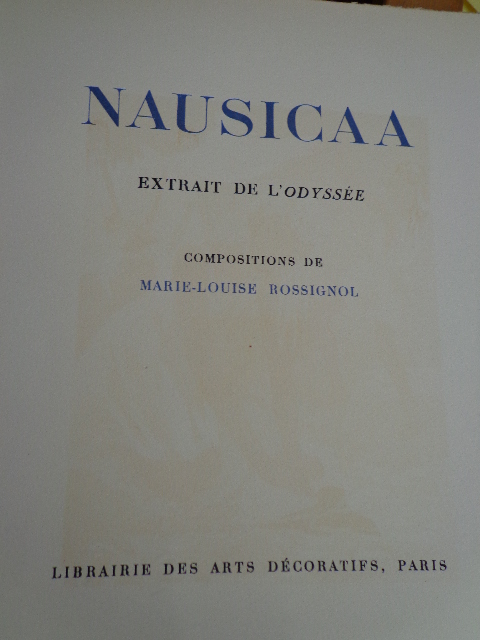 NAUSICAA
EXTRAIT DE L'ODYSSÉE
COMPOSITIONS DE
MARIE-LOUISE ROSSIGNOL
LIBRAIRIE DES ARTS DÉCORATIFS, PARIS